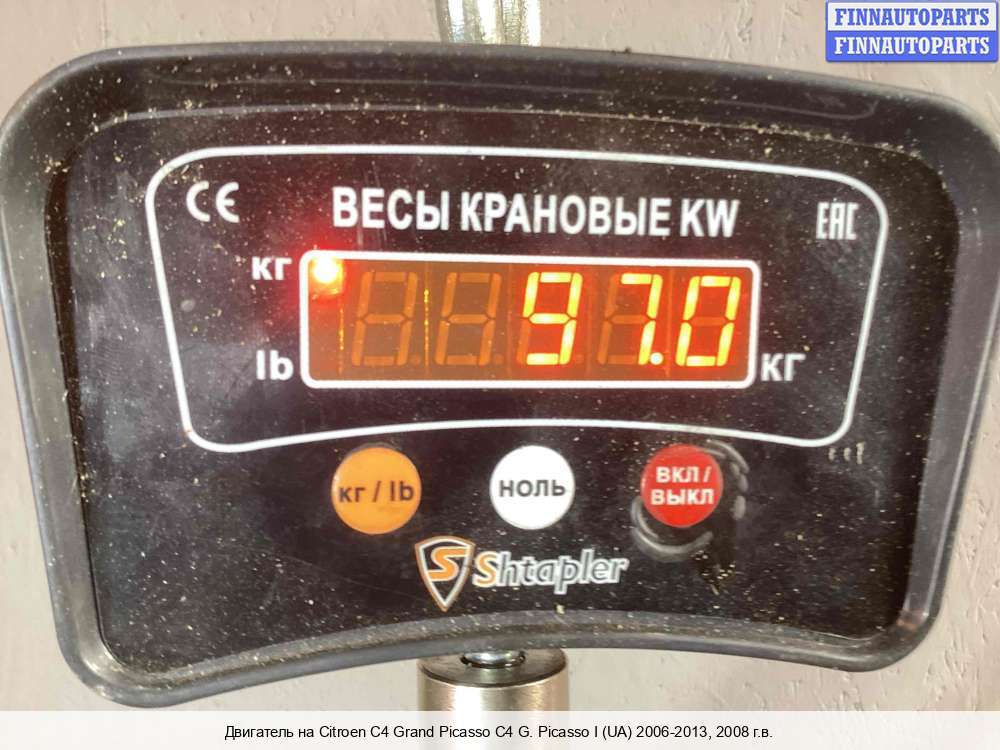 FINNAUTOPARTS
FINNAUTOPARTS
CE
ВЕСЫ КРАНОВЫЕ KW
EAC
кг
97.0
lb
КГ
кг / lb
НОЛЬ
ВКЛ /
ВЫКЛ
S Shtapler
Двигатель на Citroen C4 Grand Picasso C4 G. Picasso I (UA) 2006-2013, 2008 г.в.